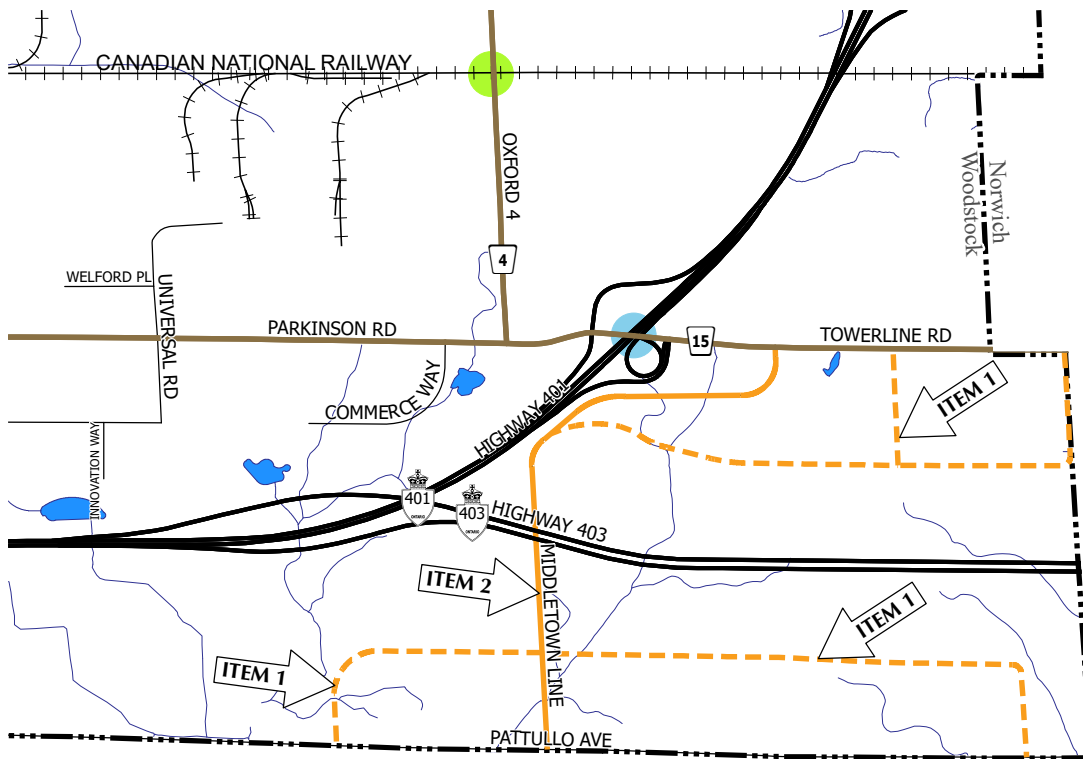 CANADIAN NATIONAL RAILWAY
OXFORD 4
Norwich
Woodstock
4
WELFORD PL
UNIVERSAL RD
PARKINSON RD
15
TOWERLINE RD
COMMERCE WAY
HIGHWAY 401
ITEM 1
INNOVATION WAY
401
ONTARIO
403
ONTARIO
HIGHWAY 403
ITEM 2
MIDDLETOWN LINE
ITEM 1
ITEM 1
PATTULLO AVE